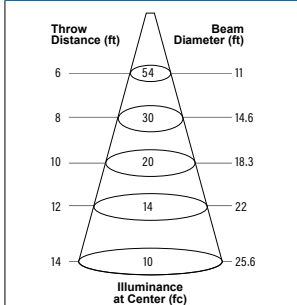 Throw Beam
Distance (ft) Diameter (ft)
6 54 11
8 30 14.6
10 20 18.3
12 14 22
14 10 25.6
Illuminance
at Center (fc)